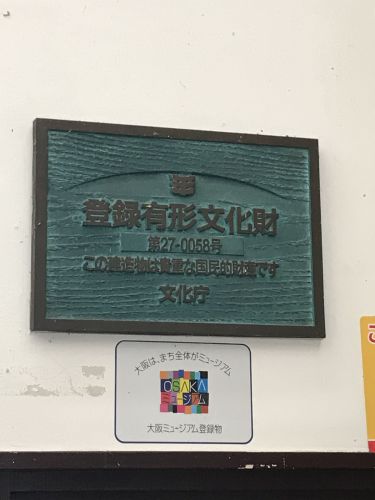 登録有形文化財
第27-0058号
この建造物は貴重な国民的財産です
文化庁
大阪は、まち全体がミュージアム
OSAKA
ミュージアム
大阪ミュージアム登録物